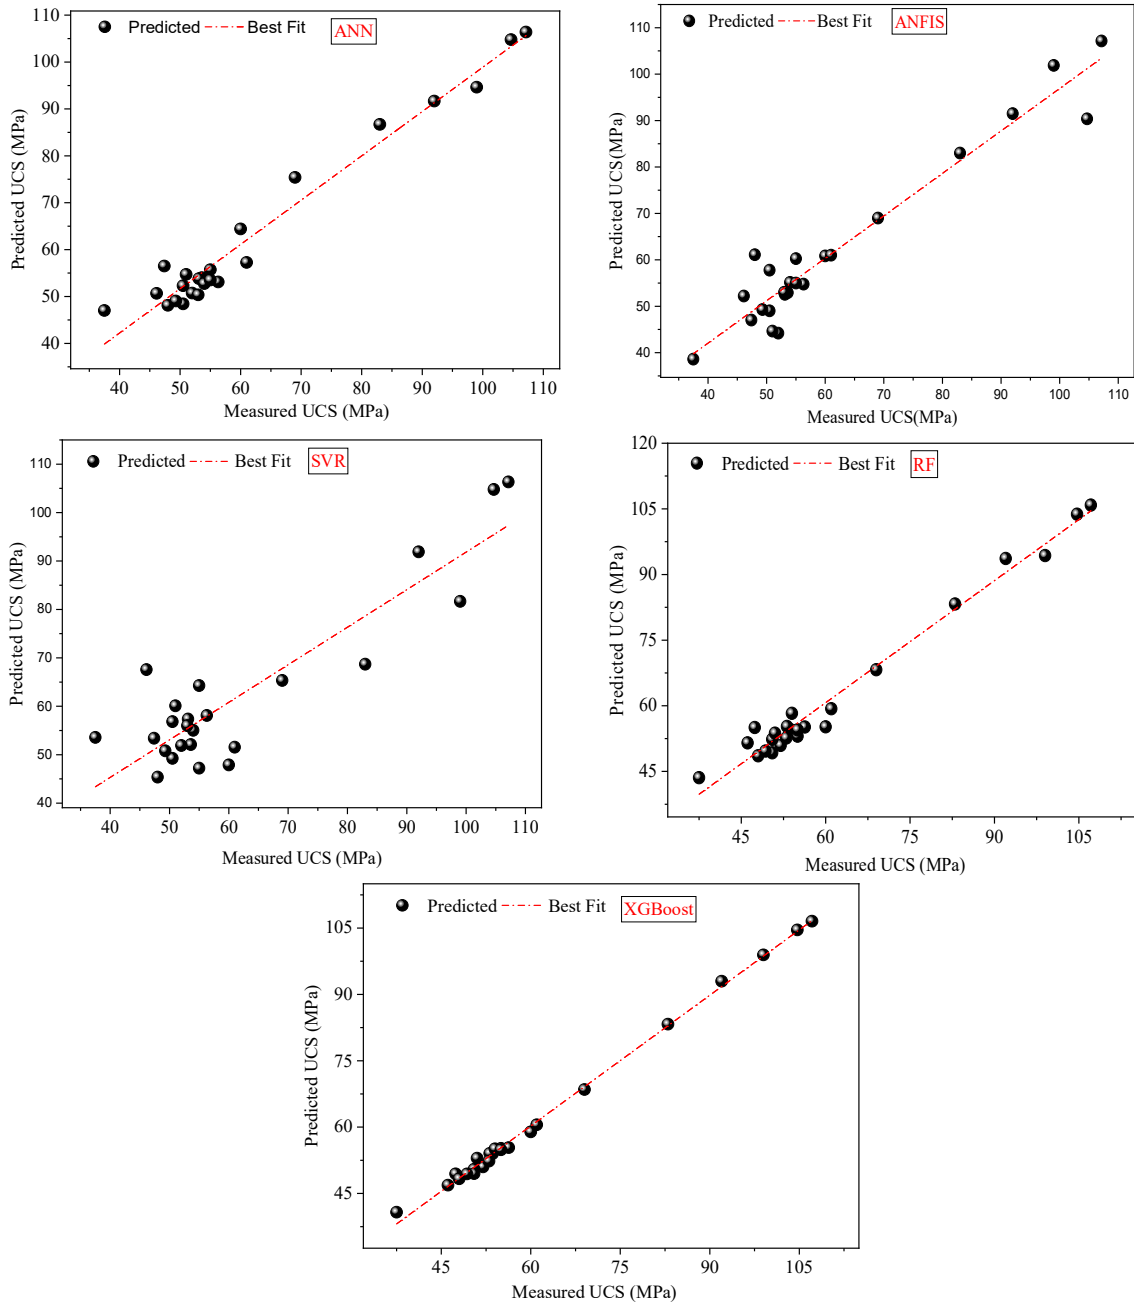 Predicted Best Fit ANN
110
100
90
80
70
60
50
40
Predicted UCS (MPa)
40 50 60 70 80 90 100 110
Measured UCS (MPa)
Predicted Best Fit ANFIS
110
100
90
80
70
60
50
40
Predicted UCS(MPa)
40 50 60 70 80 90 100 110
Measured UCS(MPa)
Predicted Best Fit SVR
110
100
90
80
70
60
50
40
Predicted UCS (MPa)
40 50 60 70 80 90 100 110
Measured UCS (MPa)
Predicted Best Fit RF
120
105
90
75
60
45
Predicted UCS (MPa)
45 60 75 90 105
Measured UCS (MPa)
Predicted Best Fit XGBoost
105
90
75
60
45
Predicted UCS (MPa)
45 60 75 90 105
Measured UCS (MPa)